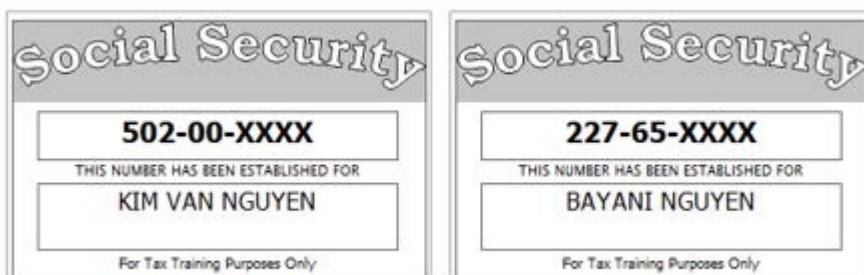 Social Security
502-00-XXXX
THIS NUMBER HAS BEEN ESTABLISHED FOR
KIM VAN NGUYEN
For Tax Training Purposes Only
Social Security
227-65-XXXX
THIS NUMBER HAS BEEN ESTABLISHED FOR
BAYANI NGUYEN
For Tax Training Purposes Only